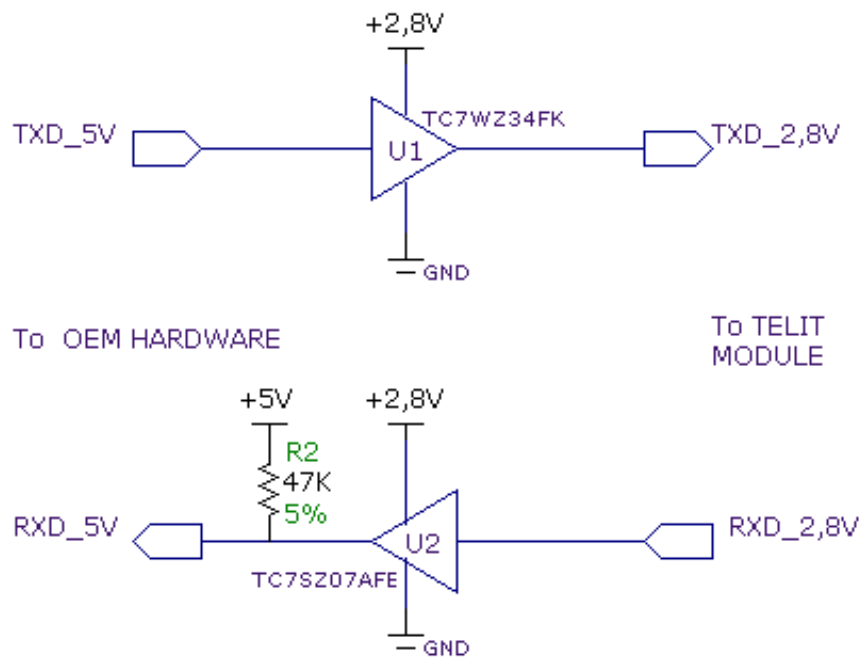 +2,8V
TC7WZ34FK
TXD_5V
U1
TXD_2,8V
GND
To OEM HARDWARE
To TELIT
MODULE
+5V
+2,8V
R2
47K
5%
RXD_5V
U2
RXD_2,8V
TC7SZ07AFE
GND